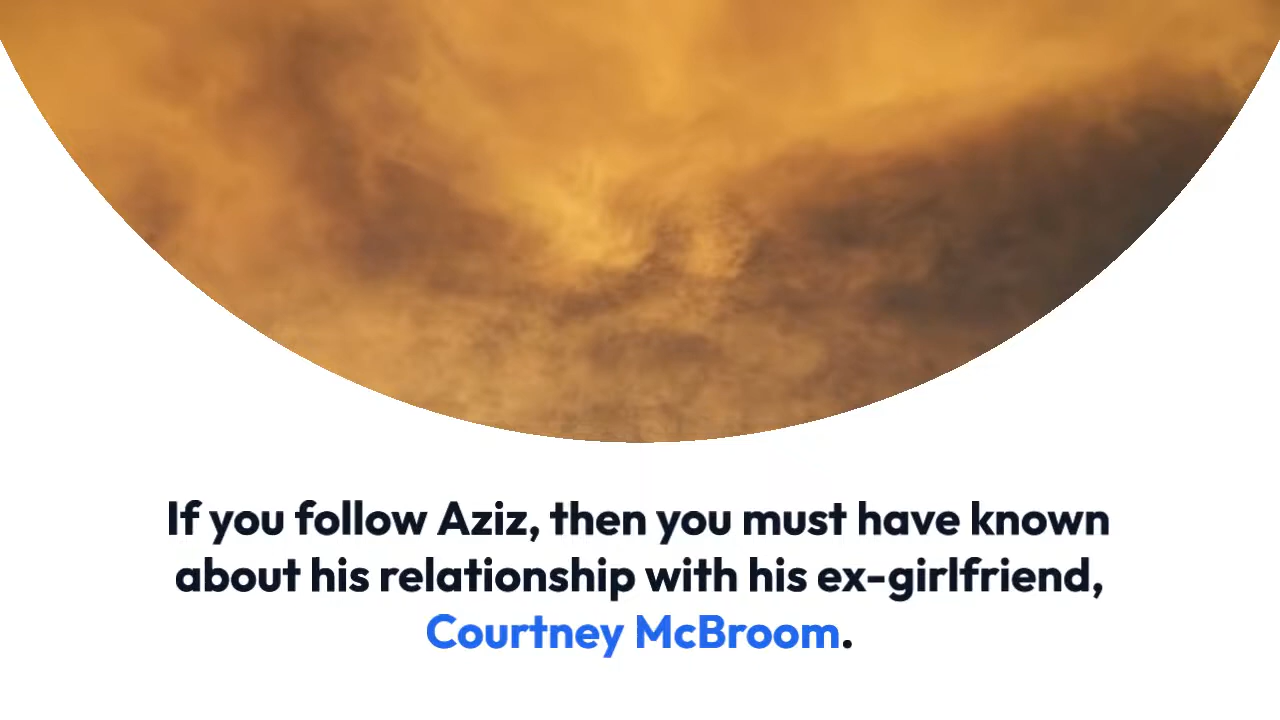 If you follow Aziz, then you must have known
about his relationship with his ex-girlfriend,
Courtney McBroom.